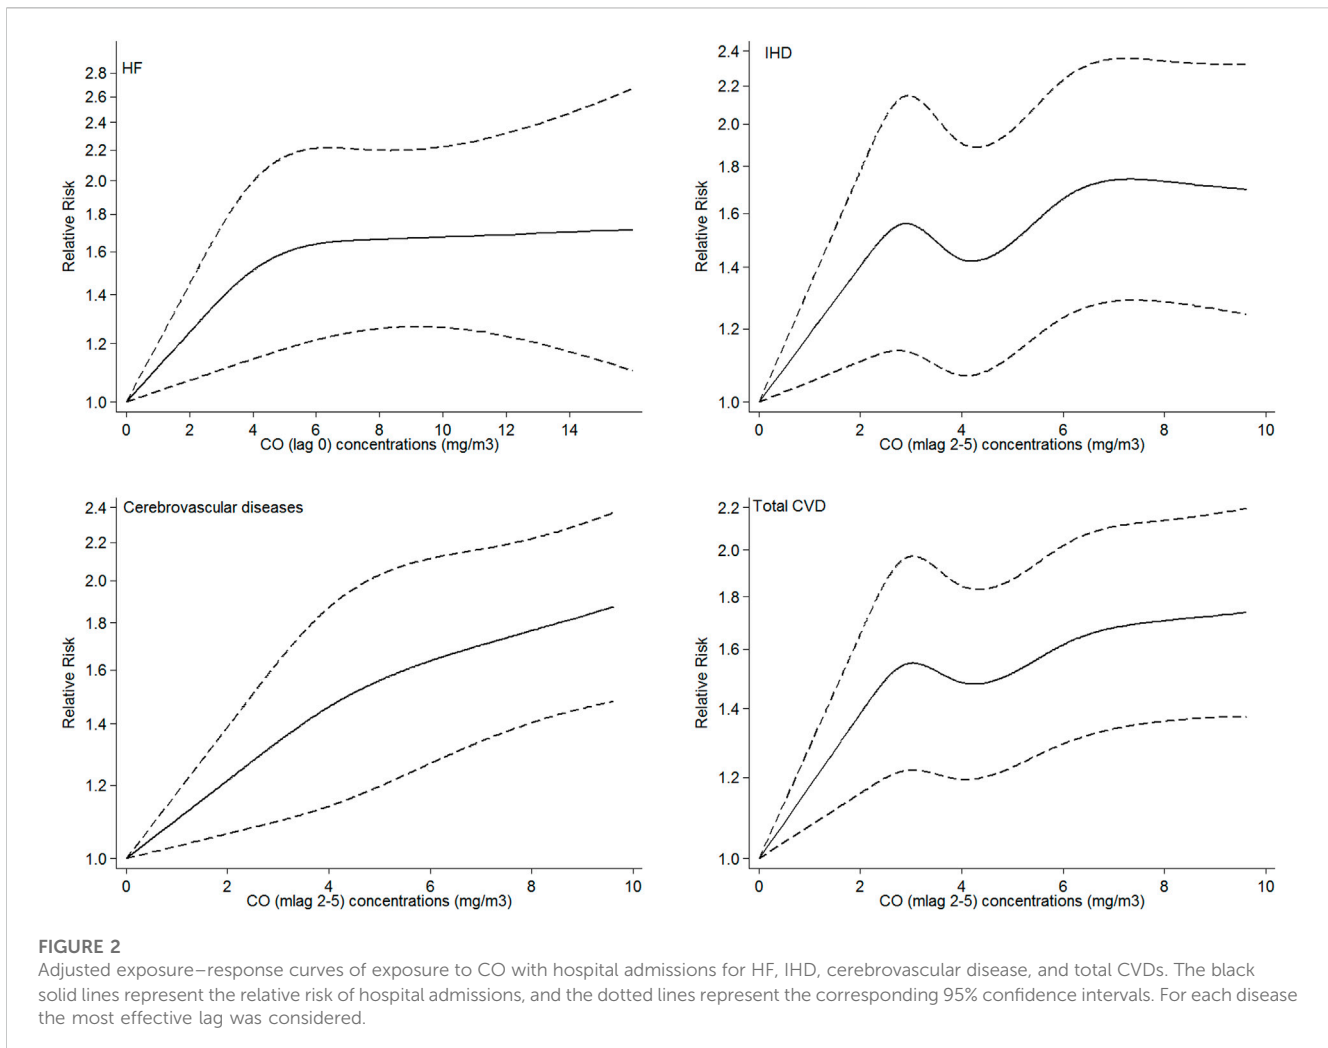 HF
Relative Risk
2.8
2.6
2.4
2.2
2.0
1.8
1.6
1.4
1.2
1.0
0 2 4 6 8 10 12 14
CO (lag 0) concentrations (mg/m3)
IHD
Relative Risk
2.4
2.2
2.0
1.8
1.6
1.4
1.2
1.0
0 2 4 6 8 10
CO (mlag 2-5) concentrations (mg/m3)
Cerebrovascular diseases
Relative Risk
2.4
2.2
2.0
1.8
1.6
1.4
1.2
1.0
0 2 4 6 8 10
CO (mlag 2-5) concentrations (mg/m3)
Total CVD
Relative Risk
2.2
2.0
1.8
1.6
1.4
1.2
1.0
0 2 4 6 8 10
CO (mlag 2-5) concentrations (mg/m3)
FIGURE 2
Adjusted exposure–response curves of exposure to CO with hospital admissions for HF, IHD, cerebrovascular disease, and total CVDs. The black
solid lines represent the relative risk of hospital admissions, and the dotted lines represent the corresponding 95% confidence intervals. For each disease
the most effective lag was considered.